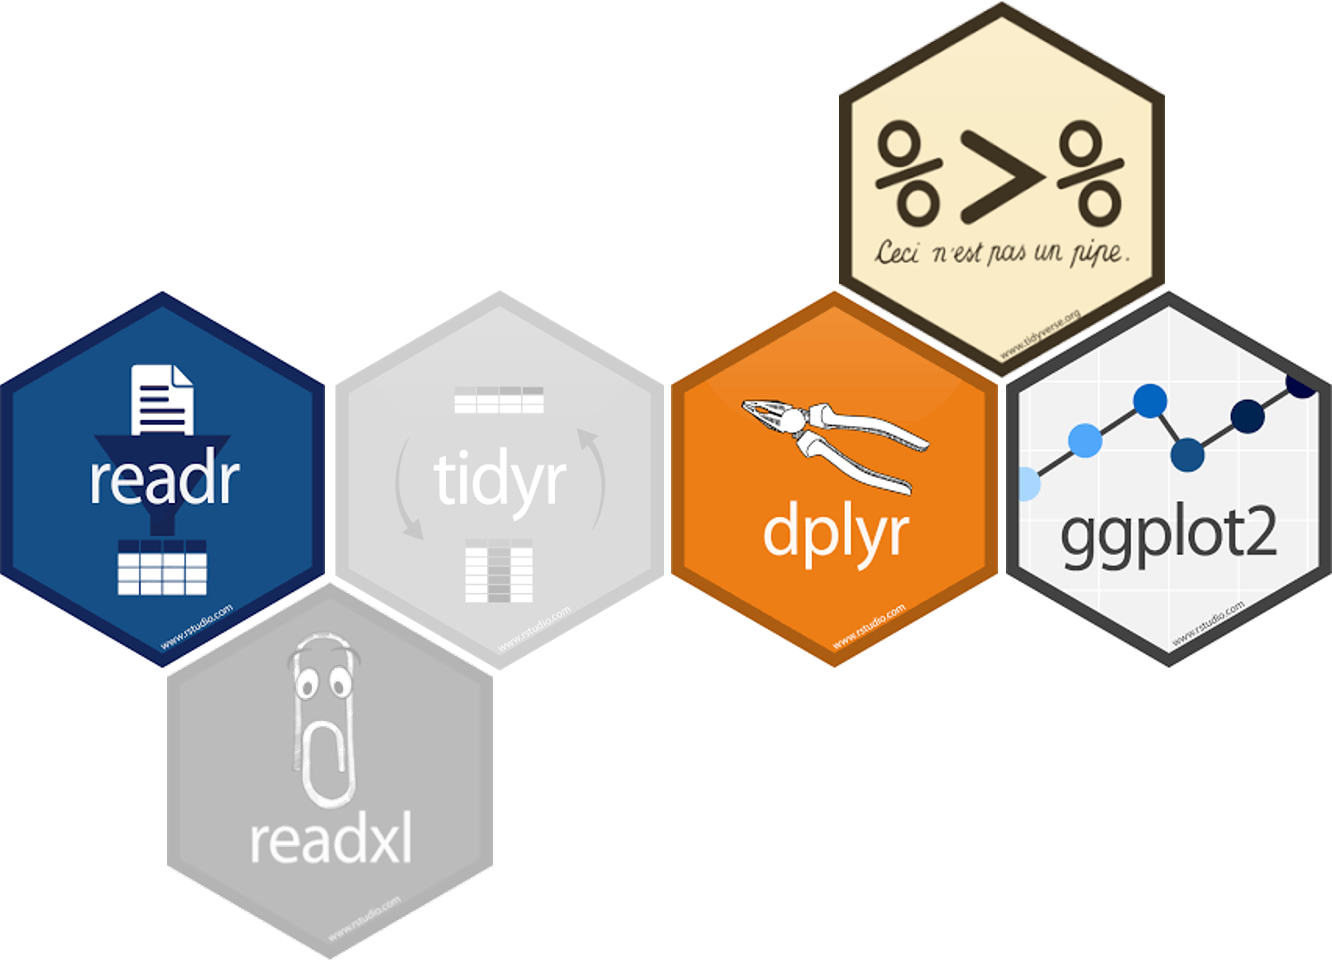 %>%
Ceci n'est pas un pipe.
www.tidyverse.org
readr
www.rstudio.com
tidyr
www.rstudio.com
dplyr
www.rstudio.com
ggplot2
www.rstudio.com
readxl
www.rstudio.com